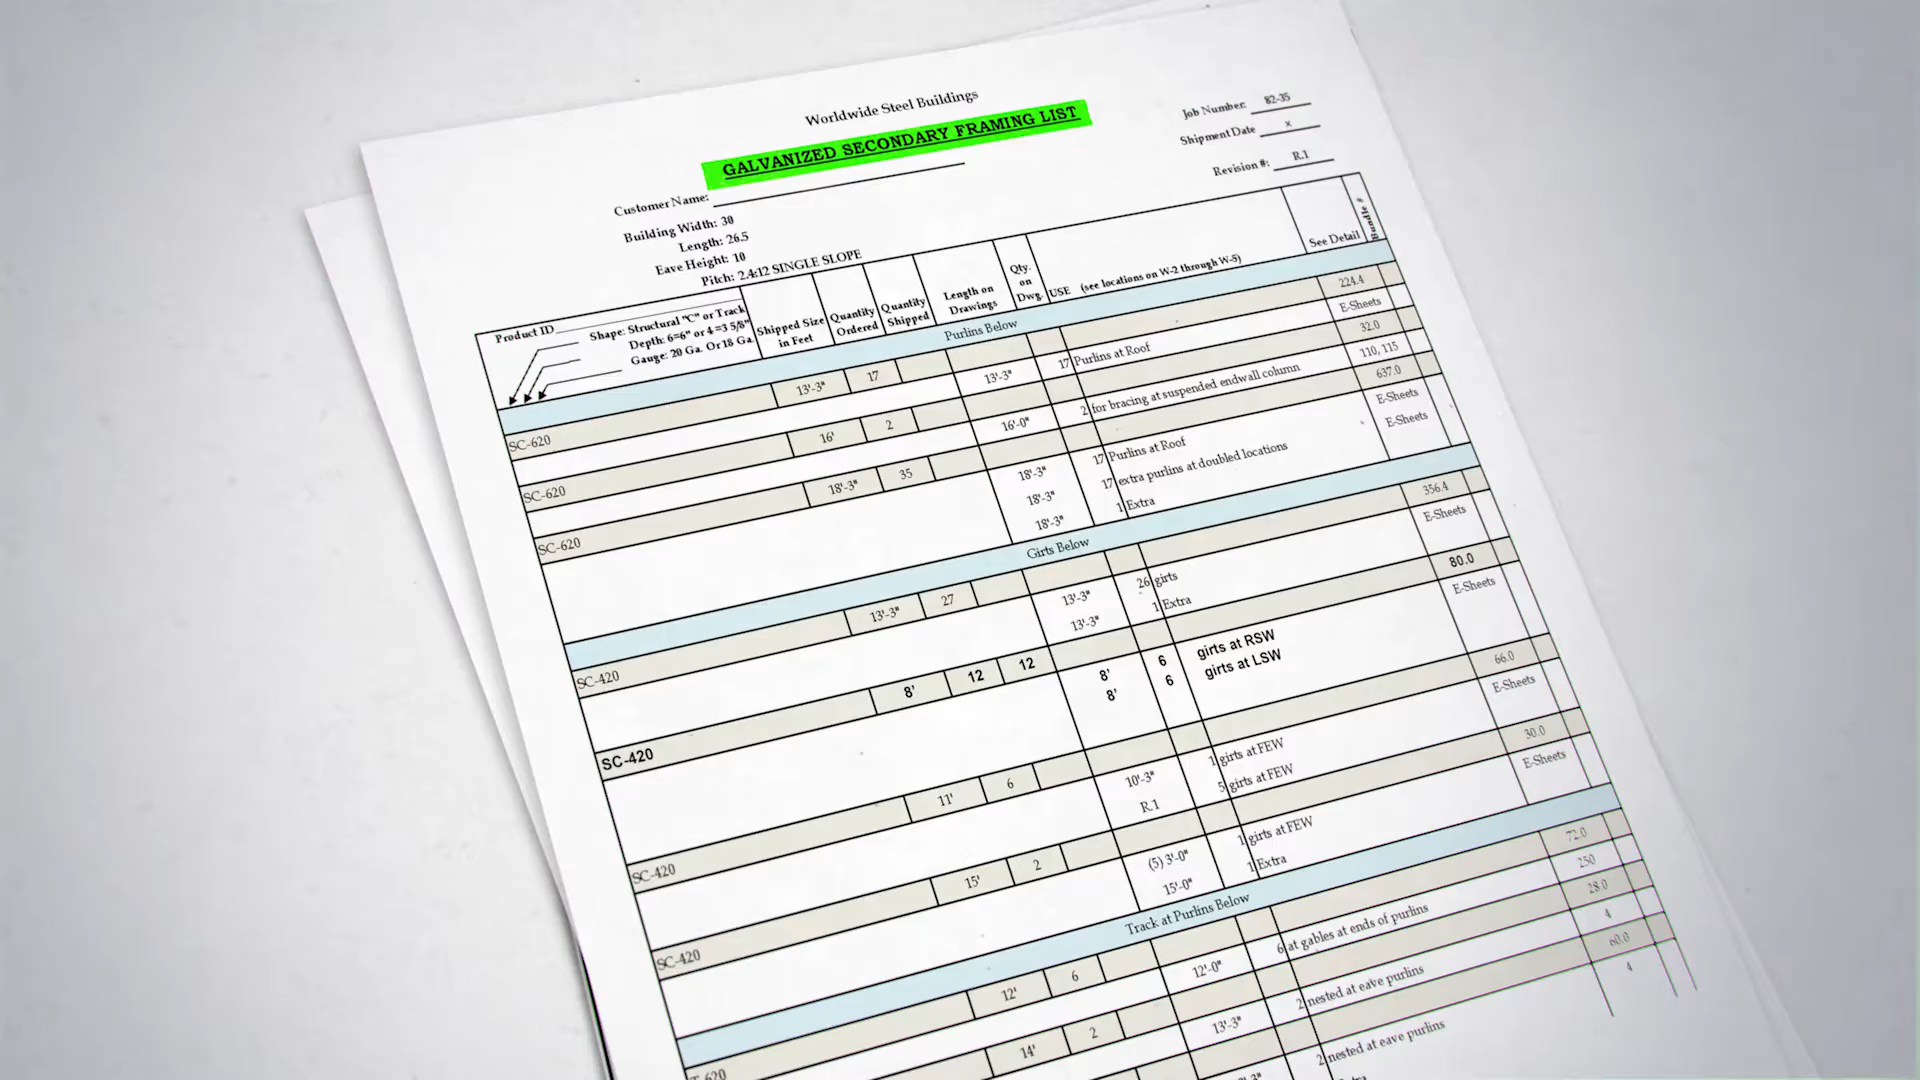 Worldwide Steel Buildings
GALVANIZED SECONDARY FRAMING LIST
Job Number: 82-35
Shipment Date x
Revision #: R.1
Customer Name:
Building Width: 30
Length: 26.5
Eave Height: 10
Pitch: 2.4:12 SINGLE SLOPE
Product ID
Shape: Structural "C" or Track
Depth: 6=6" or 4=3 5/8"
Gauge: 20 Ga. Or 18 Ga.
Shipped Size in Feet
Quantity Ordered
Quantity Shipped
Length on Drawings
Qty. on Dwg.
USE (see locations on W-2 through W-5)
See Detail
Bundle #
Purlins Below
SC-620 13'-3" 17 224.4
13'-3" 17 Purlins at Roof E-Sheets
SC-620 16' 2 32.0
16'-0" 2 for bracing at suspended endwall column 110, 115
SC-620 18'-3" 35 637.0
18'-3" 17 Purlins at Roof E-Sheets
18'-3" 17 extra purlins at doubled locations E-Sheets
18'-3" 1 Extra
Girts Below
SC-420 13'-3" 27 356.4
13'-3" 26 girts E-Sheets
13'-3" 1 Extra
SC-420 8' 12 12 80.0
8' 6 girts at RSW E-Sheets
8' 6 girts at LSW
SC-420 11' 6 66.0
10'-3" 1 girts at FEW E-Sheets
R.1 5 girts at FEW
SC-420 15' 2 30.0
(5) 3'-0" 1 girts at FEW E-Sheets
15'-0" 1 Extra
Track at Purlins Below
T-620 12' 6 72.0
12'-0" 6 at gables at ends of purlins 250
14' 2 28.0
13'-3" 2 nested at eave purlins 4
60.0
2 nested at eave purlins 4